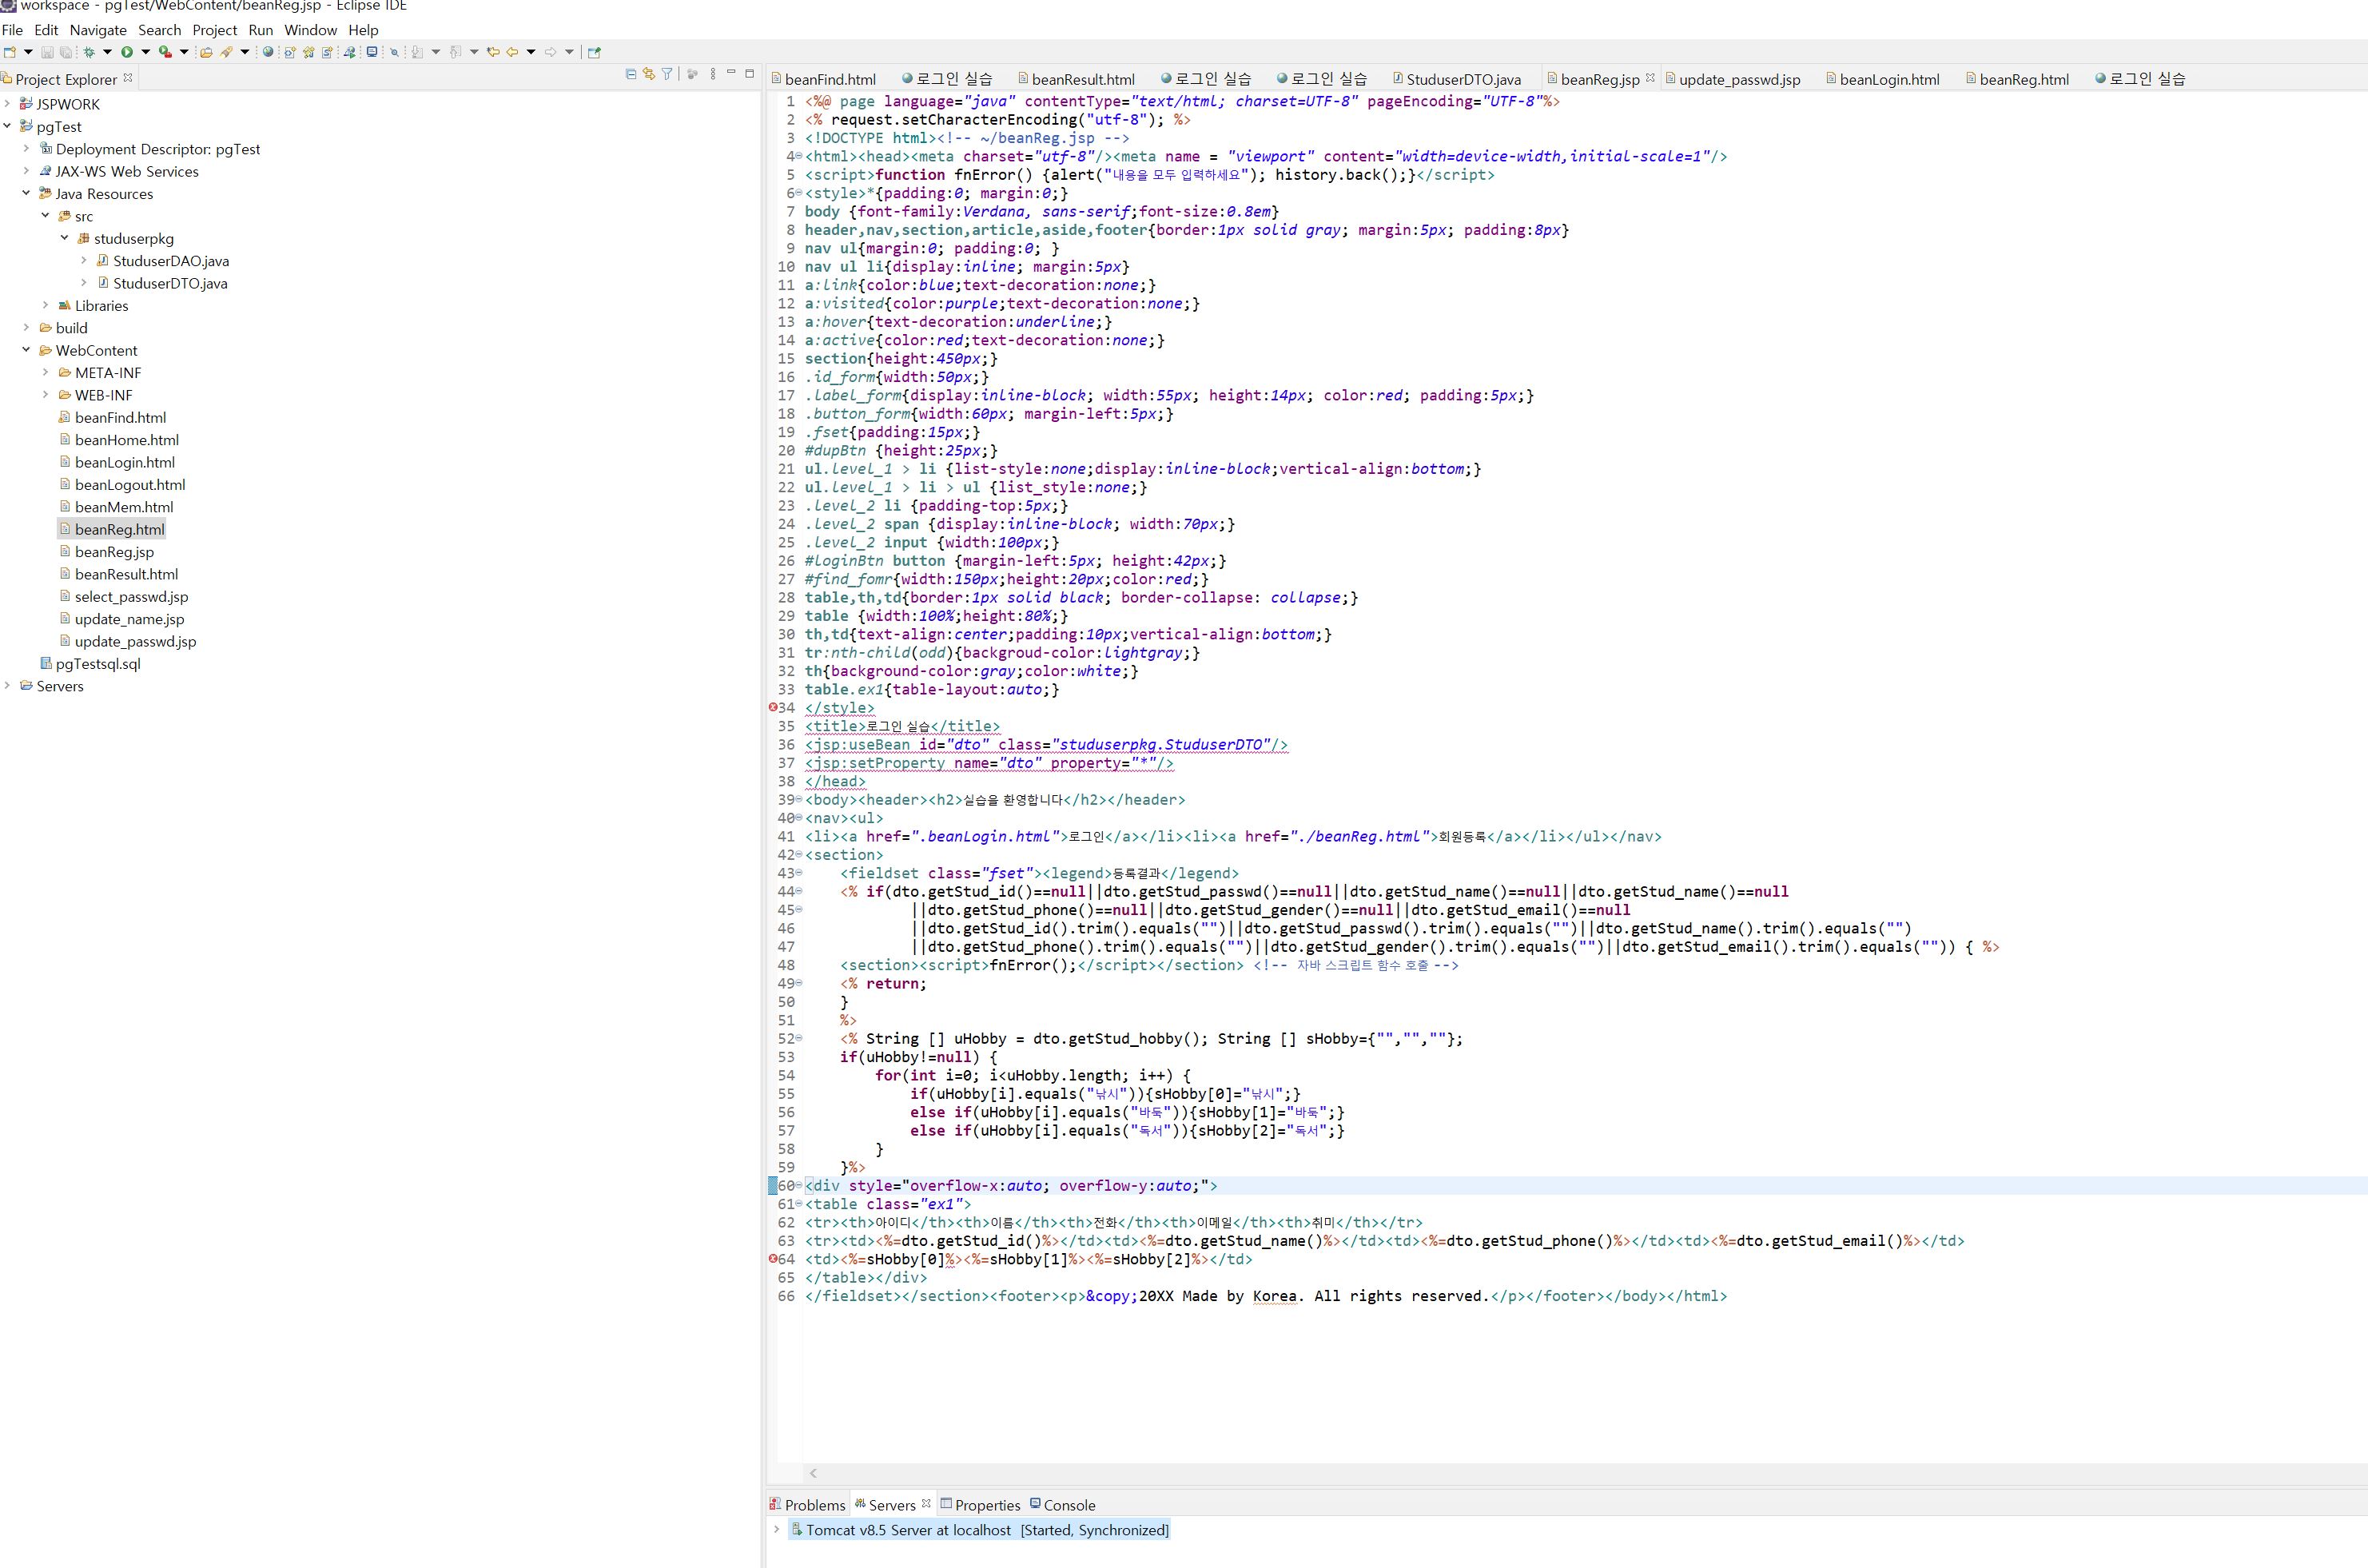 workspace - pgTest/WebContent/beanReg.jsp - Eclipse IDE
File Edit Navigate Search Project Run Window Help
Project Explorer
JSPWORK
pgTest
Deployment Descriptor: pgTest
JAX-WS Web Services
Java Resources
src
studuserpkg
StuduserDAO.java
StuduserDTO.java
Libraries
build
WebContent
META-INF
WEB-INF
beanFind.html
beanHome.html
beanLogin.html
beanLogout.html
beanMem.html
beanReg.html
beanReg.jsp
beanResult.html
select_passwd.jsp
update_name.jsp
update_passwd.jsp
pgTestsql.sql
Servers
beanFind.html 로그인 실습 beanResult.html 로그인 실습 로그인 실습 StuduserDTO.java beanReg.jsp update_passwd.jsp beanLogin.html beanReg.html 로그인 실습
1 <%@ page language="java" contentType="text/html; charset=UTF-8" pageEncoding="UTF-8"%>
2 <% request.setCharacterEncoding("utf-8"); %>
3 <!DOCTYPE html><!-- ~/beanReg.jsp -->
4 <html><head><meta charset="utf-8"/><meta name = "viewport" content="width=device-width,initial-scale=1"/>
5 <script>function fnError() {alert("내용을 모두 입력하세요"); history.back();}</script>
6 <style>*{padding:0; margin:0;}
7 body {font-family:Verdana, sans-serif;font-size:0.8em}
8 header,nav,section,article,aside,footer{border:1px solid gray; margin:5px; padding:8px}
9 nav ul{margin:0; padding:0; }
10 nav ul li{display:inline; margin:5px}
11 a:link{color:blue;text-decoration:none;}
12 a:visited{color:purple;text-decoration:none;}
13 a:hover{text-decoration:underline;}
14 a:active{color:red;text-decoration:none;}
15 section{height:450px;}
16 .id_form{width:50px;}
17 .label_form{display:inline-block; width:55px; height:14px; color:red; padding:5px;}
18 .button_form{width:60px; margin-left:5px;}
19 .fset{padding:15px;}
20 #dupBtn {height:25px;}
21 ul.level_1 > li {list-style:none;display:inline-block;vertical-align:bottom;}
22 ul.level_1 > li > ul {list_style:none;}
23 .level_2 li {padding-top:5px;}
24 .level_2 span {display:inline-block; width:70px;}
25 .level_2 input {width:100px;}
26 #loginBtn button {margin-left:5px; height:42px;}
27 #find_fomr{width:150px;height:20px;color:red;}
28 table,th,td{border:1px solid black; border-collapse: collapse;}
29 table {width:100%;height:80%;}
30 th,td{text-align:center;padding:10px;vertical-align:bottom;}
31 tr:nth-child(odd){backgroud-color:lightgray;}
32 th{background-color:gray;color:white;}
33 table.ex1{table-layout:auto;}
34 </style>
35 <title>로그인 실습</title>
36 <jsp:useBean id="dto" class="studuserpkg.StuduserDTO"/>
37 <jsp:setProperty name="dto" property="*"/>
38 </head>
39 <body><header><h2>실습을 환영합니다</h2></header>
40 <nav><ul>
41 <li><a href=".beanLogin.html">로그인</a></li><li><a href="./beanReg.html">회원등록</a></li></ul></nav>
42 <section>
43 <fieldset class="fset"><legend>등록결과</legend>
44 <% if(dto.getStud_id()==null||dto.getStud_passwd()==null||dto.getStud_name()==null||dto.getStud_name()==null
45 ||dto.getStud_phone()==null||dto.getStud_gender()==null||dto.getStud_email()==null
46 ||dto.getStud_id().trim().equals("")||dto.getStud_passwd().trim().equals("")||dto.getStud_name().trim().equals("")
47 ||dto.getStud_phone().trim().equals("")||dto.getStud_gender().trim().equals("")||dto.getStud_email().trim().equals("")) { %>
48 <section><script>fnError();</script></section> <!-- 자바 스크립트 함수 호출 -->
49 <% return;
50 }
51 %>
52 <% String [] uHobby = dto.getStud_hobby(); String [] sHobby={"","",""};
53 if(uHobby!=null) {
54 for(int i=0; i<uHobby.length; i++) {
55 if(uHobby[i].equals("낚시")){sHobby[0]="낚시";}
56 else if(uHobby[i].equals("바둑")){sHobby[1]="바둑";}
57 else if(uHobby[i].equals("독서")){sHobby[2]="독서";}
58 }
59 }%>
60 <div style="overflow-x:auto; overflow-y:auto;">
61 <table class="ex1">
62 <tr><th>아이디</th><th>이름</th><th>전화</th><th>이메일</th><th>취미</th></tr>
63 <tr><td><%=dto.getStud_id()%></td><td><%=dto.getStud_name()%></td><td><%=dto.getStud_phone()%></td><td><%=dto.getStud_email()%></td>
64 <td><%=sHobby[0]%><%=sHobby[1]%><%=sHobby[2]%></td>
65 </table></div>
66 </fieldset></section><footer><p>&copy;20XX Made by Korea. All rights reserved.</p></footer></body></html>
Problems Servers Properties Console
Tomcat v8.5 Server at localhost [Started, Synchronized]